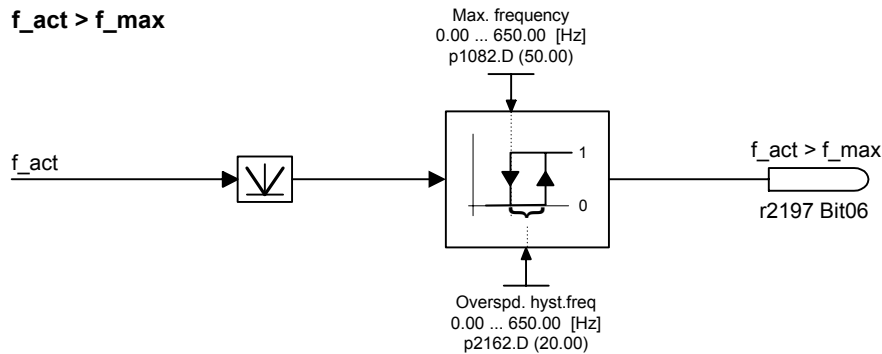 f_act > f_max
Max. frequency
0.00 ... 650.00 [Hz]
p1082.D (50.00)
f_act
1
0
f_act > f_max
r2197 Bit06
Overspd. hyst.freq
0.00 ... 650.00 [Hz]
p2162.D (20.00)